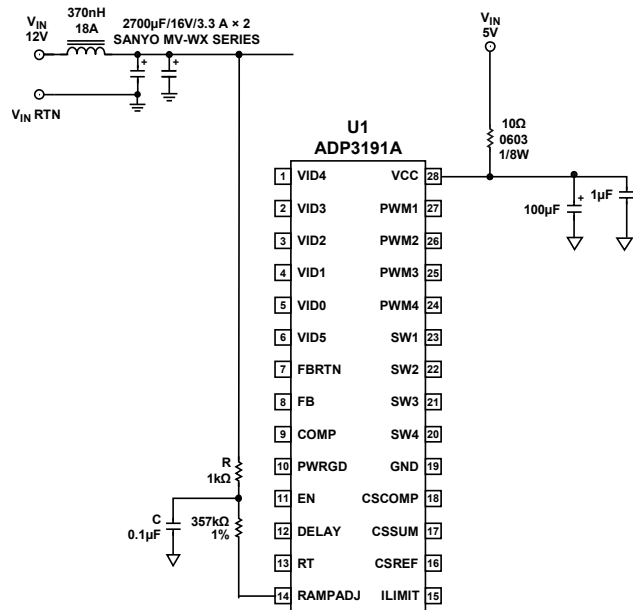 370nH
18A
VIN
12V
2700μF/16V/3.3 A × 2
SANYO MV-WX SERIES
VIN RTN
VIN
5V
10Ω
0603
1/8W
U1
ADP3191A
1 VID4 VCC 28
2 VID3 PWM1 27
3 VID2 PWM2 26
4 VID1 PWM3 25
5 VID0 PWM4 24
6 VID5 SW1 23
7 FBRTN SW2 22
8 FB SW3 21
9 COMP SW4 20
10 PWRGD GND 19
11 EN CSCOMP 18
12 DELAY CSSUM 17
13 RT CSREF 16
14 RAMPADJ ILIMIT 15
100μF
+
1μF
+
+
R
1kΩ
C
0.1μF
357kΩ
1%